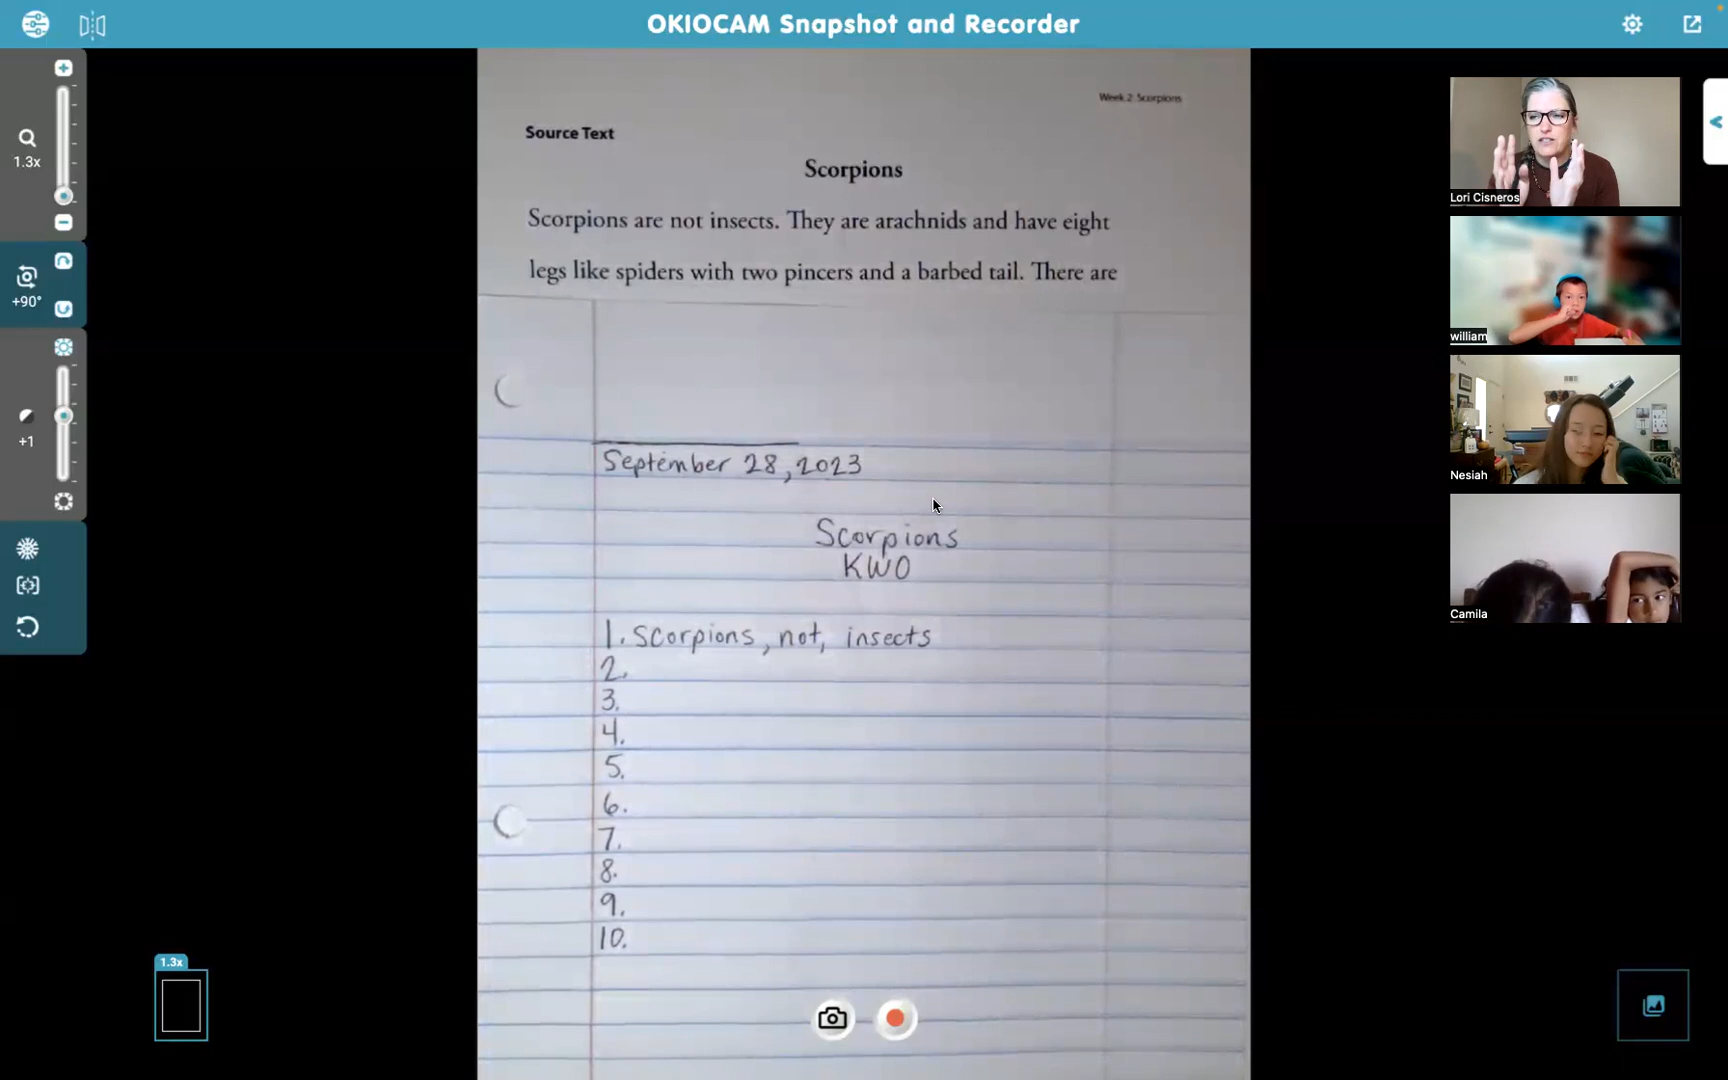 OKIOCAM Snapshot and Recorder
1.3x
+90°
+1
Week 2: Scorpions
Source Text
Scorpions
Scorpions are not insects. They are arachnids and have eight
legs like spiders with two pincers and a barbed tail. There are
September 28, 2023
Scorpions
KWO
1. scorpions, not, insects
2.
3.
4.
5.
6.
7.
8.
9.
10.
1.3x
Lori Cisneros
william
Nesiah
Camila